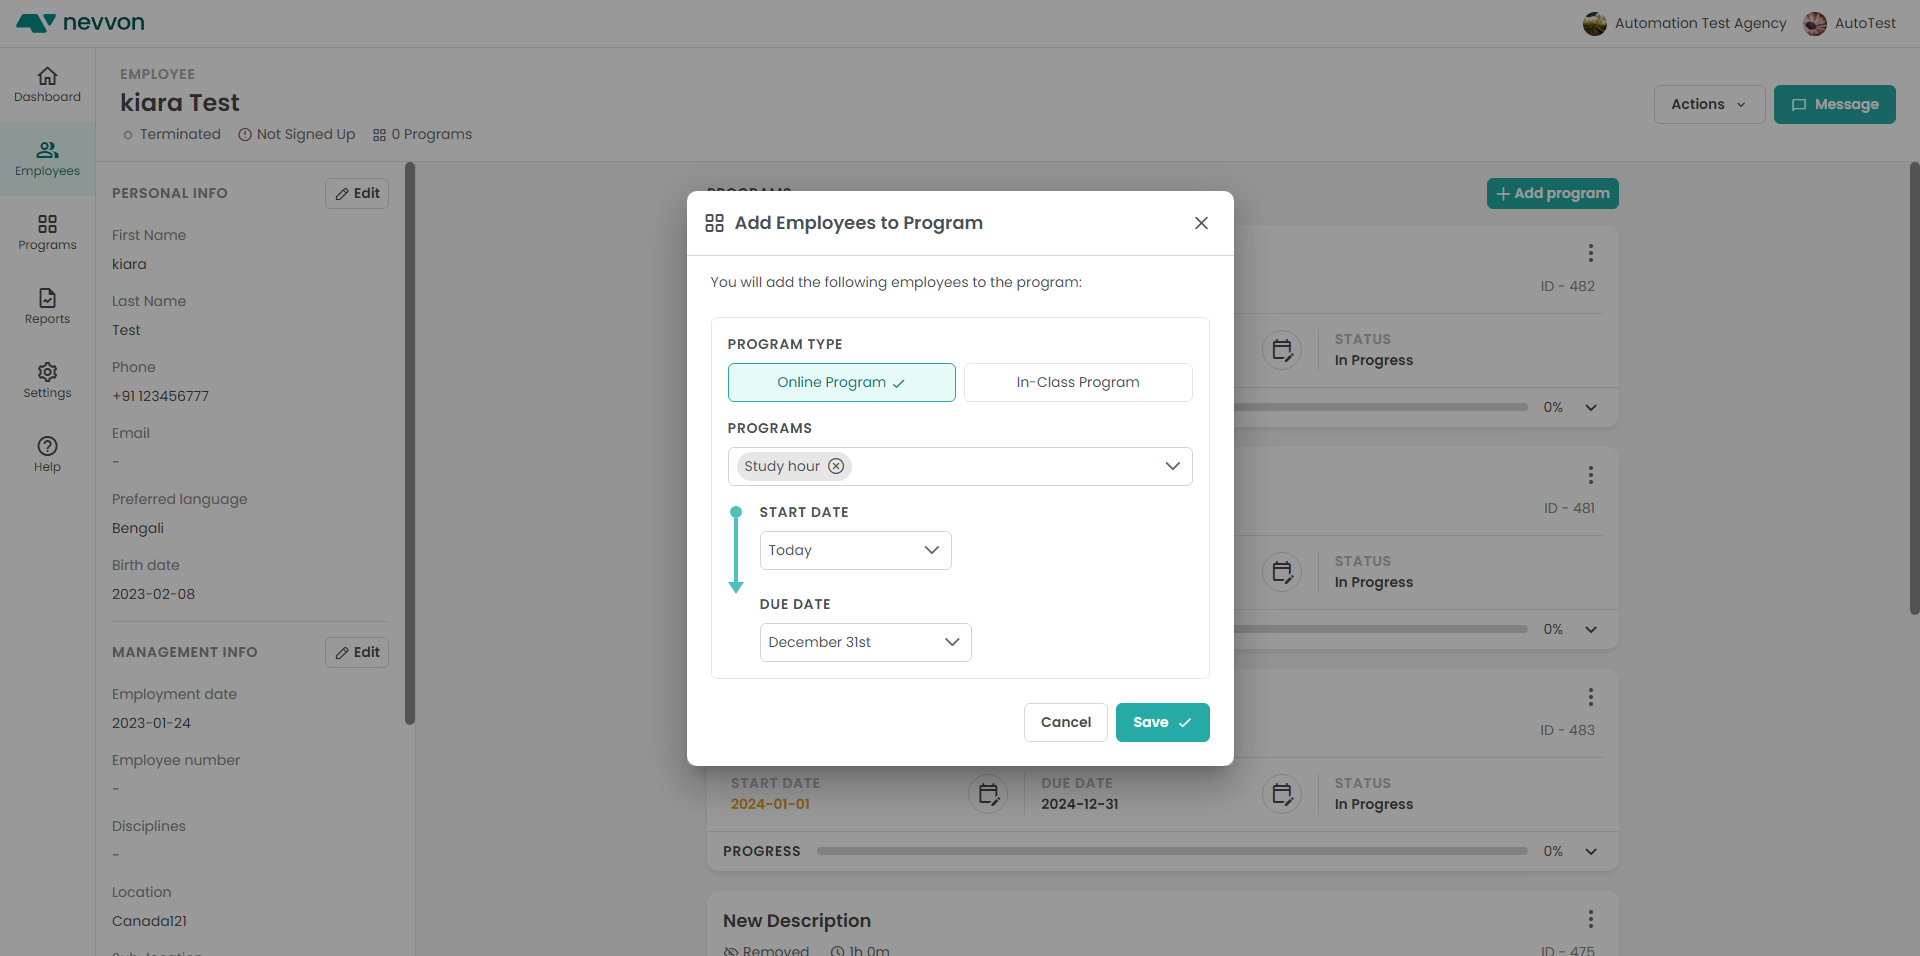 nevvon
Automation Test Agency
AutoTest
Dashboard
Employees
Programs
Reports
Settings
Help
EMPLOYEE
kiara Test
Terminated
Not Signed Up
0 Programs
Actions
Message
PERSONAL INFO
Edit
First Name
kiara
Last Name
Test
Phone
+91 123456777
Email
-
Preferred language
Bengali
Birth date
2023-02-08
MANAGEMENT INFO
Edit
Employment date
2023-01-24
Employee number
-
Disciplines
-
Location
Canada121
Sub-location
PROGRAMS
Add program
ID - 482
STATUS
In Progress
0%
ID - 481
STATUS
In Progress
0%
ID - 483
START DATE
2024-01-01
DUE DATE
2024-12-31
STATUS
In Progress
PROGRESS
0%
New Description
Removed
1h 0m
ID - 475
Add Employees to Program
You will add the following employees to the program:
PROGRAM TYPE
Online Program
In-Class Program
PROGRAMS
Study hour
START DATE
Today
DUE DATE
December 31st
Cancel
Save